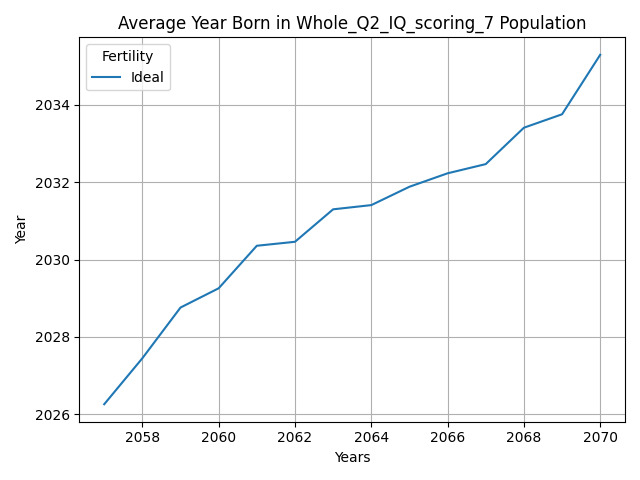 Average Year Born in Whole_Q2_IQ_scoring_7 Population
Fertility
Ideal
2034
2032
2030
2028
2026
Year
2058 2060 2062 2064 2066 2068 2070
Years